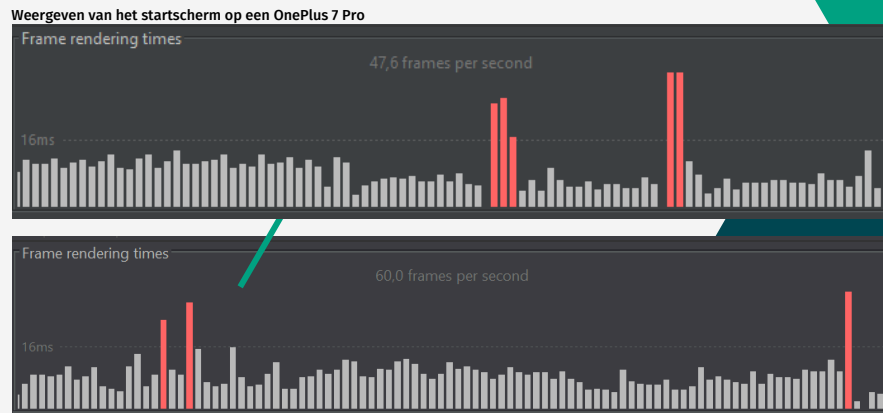 Weergeven van het startscherm op een OnePlus 7 Pro
Frame rendering times
47,6 frames per second
16ms
Frame rendering times
60,0 frames per second
16ms